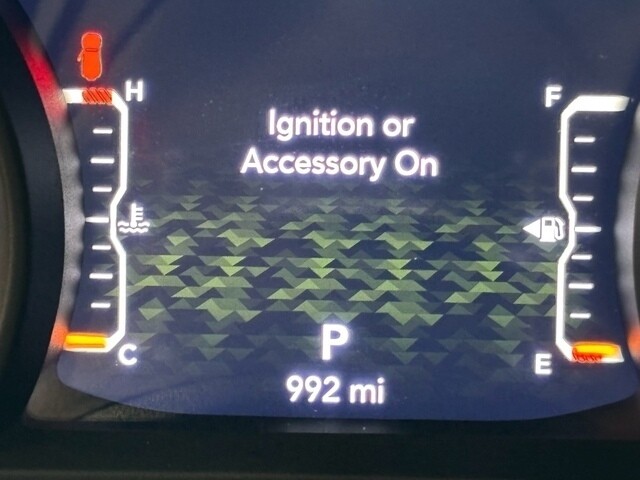 H
F
Ignition or
Accessory On
P
C
E
992 mi